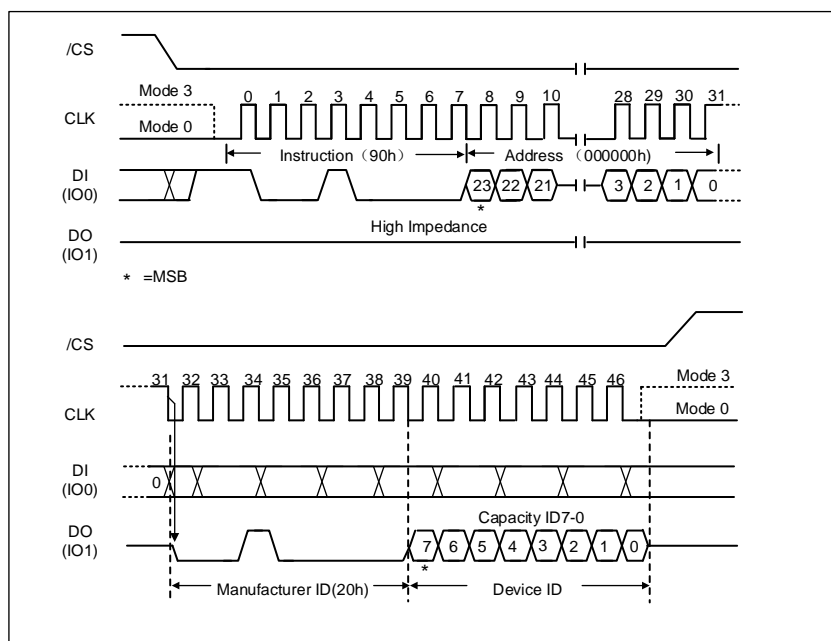 /CS
Mode 3
0 1 2 3 4 5 6 7 8 9 10 28 29 30 31
CLK
Mode 0
Instruction（90h） Address（000000h)
DI
(IO0)
23 22 21 3 2 1 0
*
High Impedance
DO
(IO1)
* =MSB
/CS
31 32 33 34 35 36 37 38 39 40 41 42 43 44 45 46
Mode 3
CLK
Mode 0
DI
(IO0)
0
Capacity ID7-0
DO
(IO1)
7 6 5 4 3 2 1 0
*
Manufacturer ID(20h) Device ID